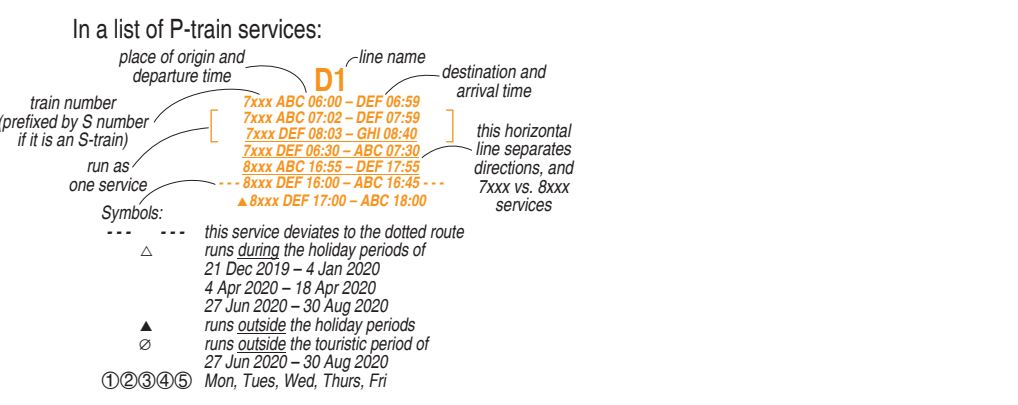 In a list of P-train services:
place of origin and
departure time
line name
D1
destination and
arrival time
train number
(prefixed by S number
if it is an S-train)
run as
one service
7xxx ABC 06:00 – DEF 06:59
7xxx ABC 07:02 – DEF 07:59
7xxx DEF 08:03 – GHI 08:40
7xxx DEF 06:30 – ABC 07:30
8xxx ABC 16:55 – DEF 17:55
- - - 8xxx DEF 16:00 – ABC 16:45 - - -
▲8xxx DEF 17:00 – ABC 18:00
this horizontal
line separates
directions, and
7xxx vs. 8xxx
services
Symbols:
- - - - - - this service deviates to the dotted route
△ runs during the holiday periods of
21 Dec 2019 – 4 Jan 2020
4 Apr 2020 – 18 Apr 2020
27 Jun 2020 – 30 Aug 2020
▲ runs outside the holiday periods
∅ runs outside the touristic period of
27 Jun 2020 – 30 Aug 2020
①②③④⑤ Mon, Tues, Wed, Thurs, Fri